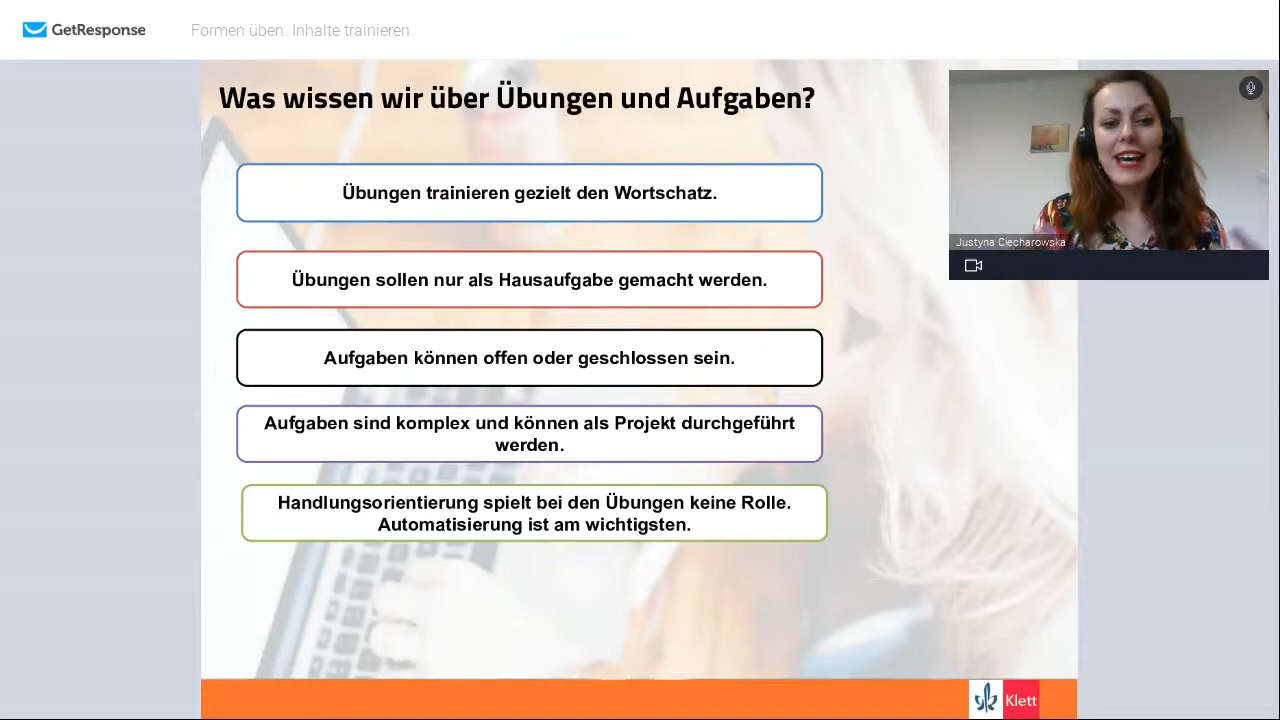 GetResponse
Formen üben. Inhalte trainieren.
Was wissen wir über Übungen und Aufgaben?
Übungen trainieren gezielt den Wortschatz.
Übungen sollen nur als Hausaufgabe gemacht werden.
Aufgaben können offen oder geschlossen sein.
Aufgaben sind komplex und können als Projekt durchgeführt
werden.
Handlungsorientierung spielt bei den Übungen keine Rolle.
Automatisierung ist am wichtigsten.
Justyna Ciecharowska
Klett